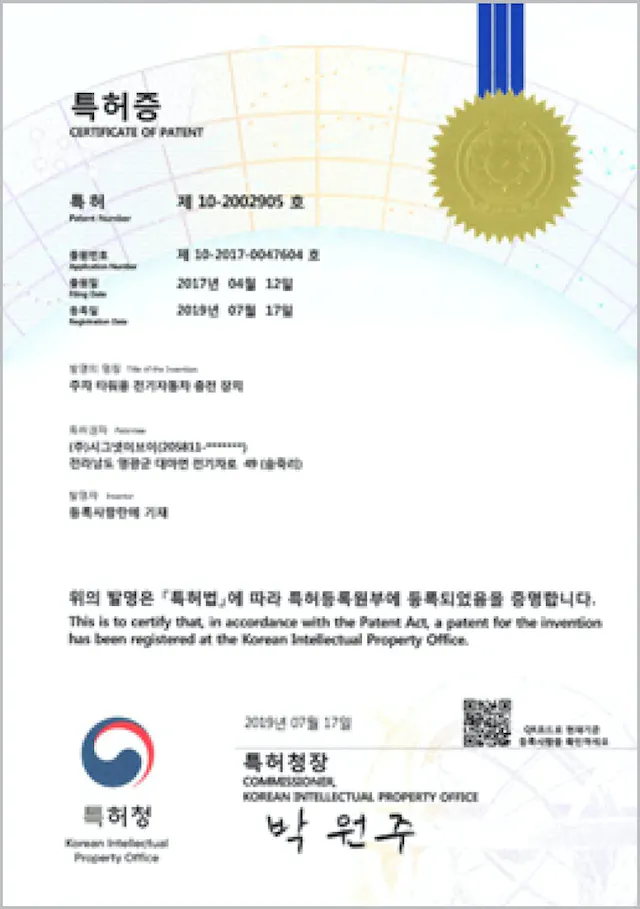 특허증
CERTIFICATE OF PATENT
특허 제 10-2002905 호
Patent Number
출원번호 제 10-2017-0047604 호
Application Number
출원일 2017년 04월 12일
Filing Date
등록일 2019년 07월 17일
Registration Date
발명의 명칭 Title of the Invention
주차 타워용 전기자동차 충전 장치
특허권자 Patentee
(주)시그넷이브이(205811-*******)
전라남도 영광군 대마면 전기차로 49 (송죽리)
발명자 Inventor
등록사항란에 기재
위의 발명은 「특허법」에 따라 특허등록원부에 등록되었음을 증명합니다.
This is to certify that, in accordance with the Patent Act, a patent for the invention
has been registered at the Korean Intellectual Property Office.
2019년 07월 17일
QR코드로 현재기준
등록사항을 확인하세요
특허청장
COMMISSIONER,
KOREAN INTELLECTUAL PROPERTY OFFICE
박원주
특허청
Korean Intellectual
Property Office